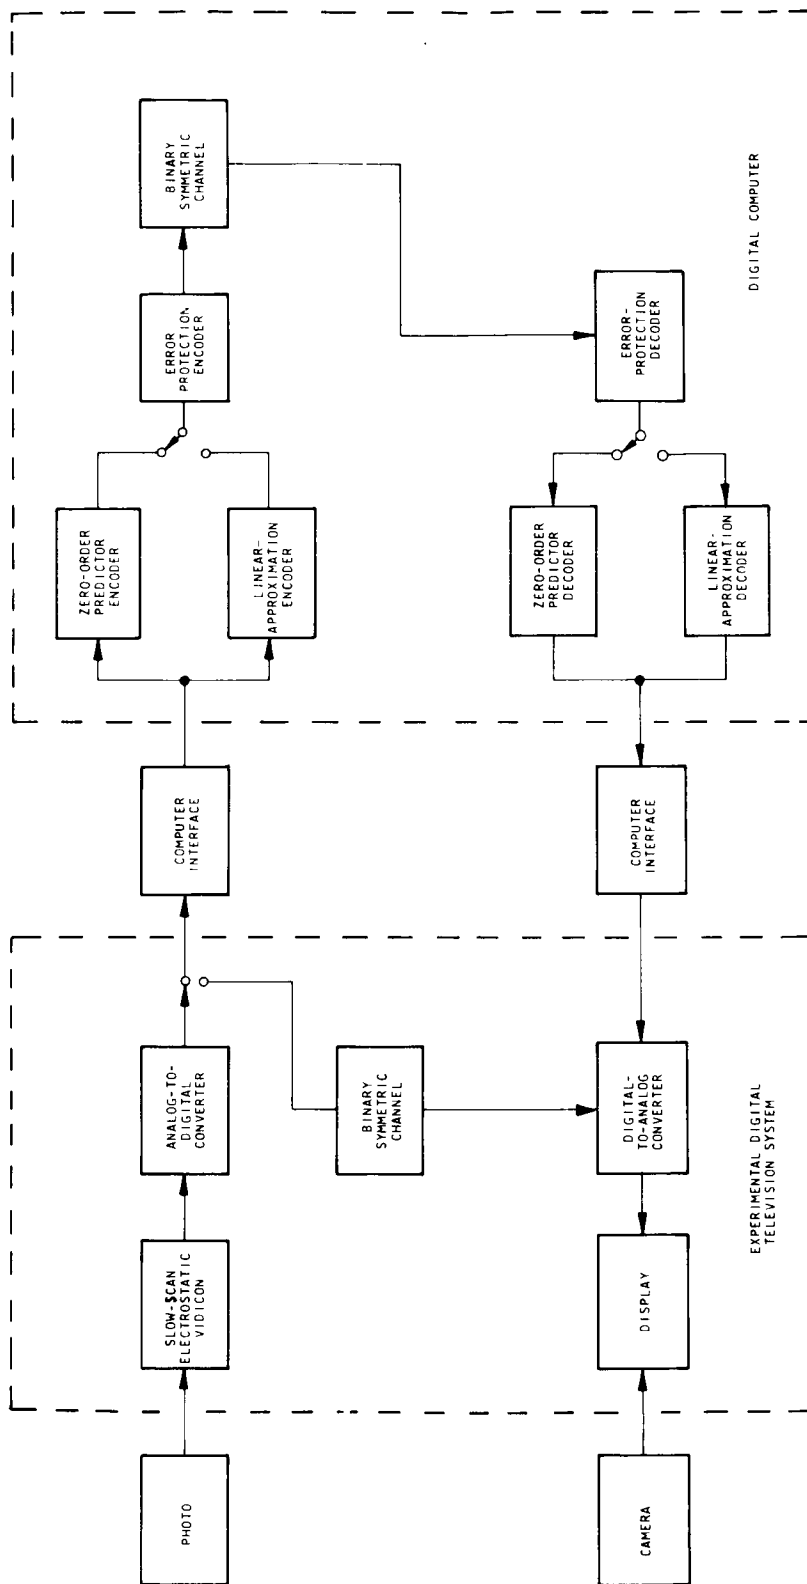 PHOTO
SLOW-SCAN
ELECTROSTATIC
VIDICON
ANALOG-TO-
DIGITAL
CONVERTER
COMPUTER
INTERFACE
ZERO-ORDER
PREDICTOR
ENCODER
LINEAR-
APPROXIMATION
ENCODER
ERROR
PROTECTION
ENCODER
BINARY
SYMMETRIC
CHANNEL
BINARY
SYMMETRIC
CHANNEL
CAMERA
DISPLAY
DIGITAL-
TO-ANALOG
CONVERTER
COMPUTER
INTERFACE
ZERO-ORDER
PREDICTOR
DECODER
LINEAR-
APPROXIMATION
DECODER
ERROR-
PROTECTION
DECODER
EXPERIMENTAL DIGITAL
TELEVISION SYSTEM
DIGITAL COMPUTER